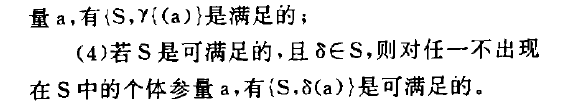 量a,有{S,γ{(a)}是满足的;
(4)若S是可满足的,且δ∈S,则对任一不出现
在S中的个体参量a,有{S,δ(a)}是可满足的。